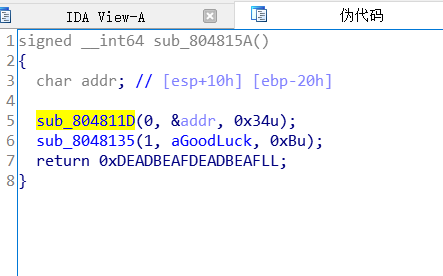 IDA View-A
伪代码
1 signed __int64 sub_804815A()
2 {
3 char addr; // [esp+10h] [ebp-20h]
4
5 sub_804811D(0, &addr, 0x34u);
6 sub_8048135(1, aGoodLuck, 0xBu);
7 return 0xDEADBEAFDEADBEAFLL;
8 }